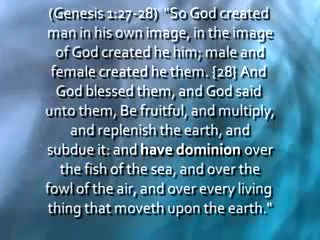 (Genesis 1:27-28) "So God created
man in his own image, in the image
of God created he him; male and
female created he them. {28} And
God blessed them, and God said
unto them, Be fruitful, and multiply,
and replenish the earth, and
subdue it: and have dominion over
the fish of the sea, and over the
fowl of the air, and over every living
thing that moveth upon the earth."